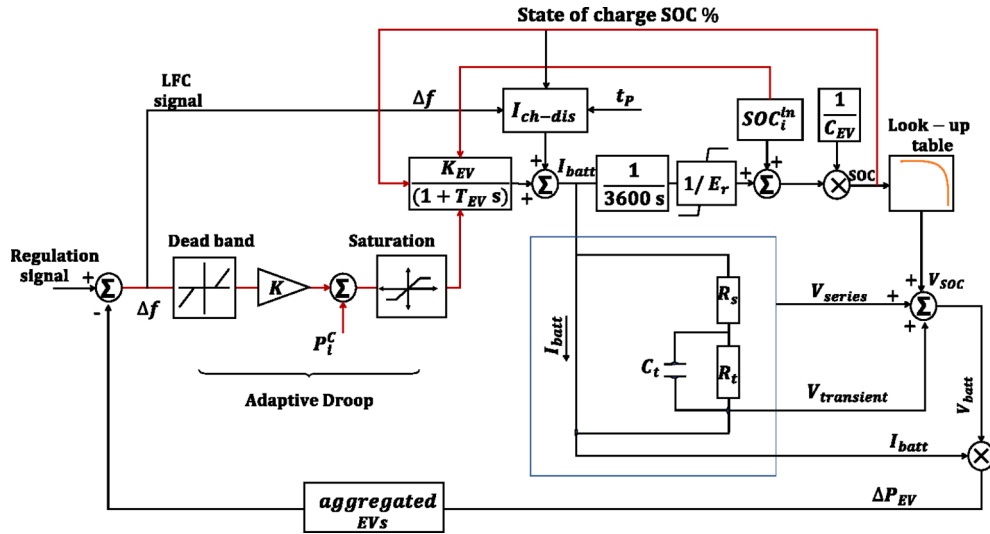 State of charge SOC %
LFC
signal
Δf
I_ch−dis
t_P
SOC_i^in
1
C_EV
Look − up
table
K_EV
(1 + T_EV s)
+
+
Σ
I_batt
1
3600 s
1/ E_r
+
+
Σ
×
SOC
Regulation
signal
+
-
Σ
Δf
Dead band
K
Σ
P_i^C
Saturation
Adaptive Droop
I_batt
R_s
C_t
R_t
V_series
V_transient
+
+
+
Σ
V_SOC
V_batt
I_batt
×
aggregated
EVs
ΔP_EV